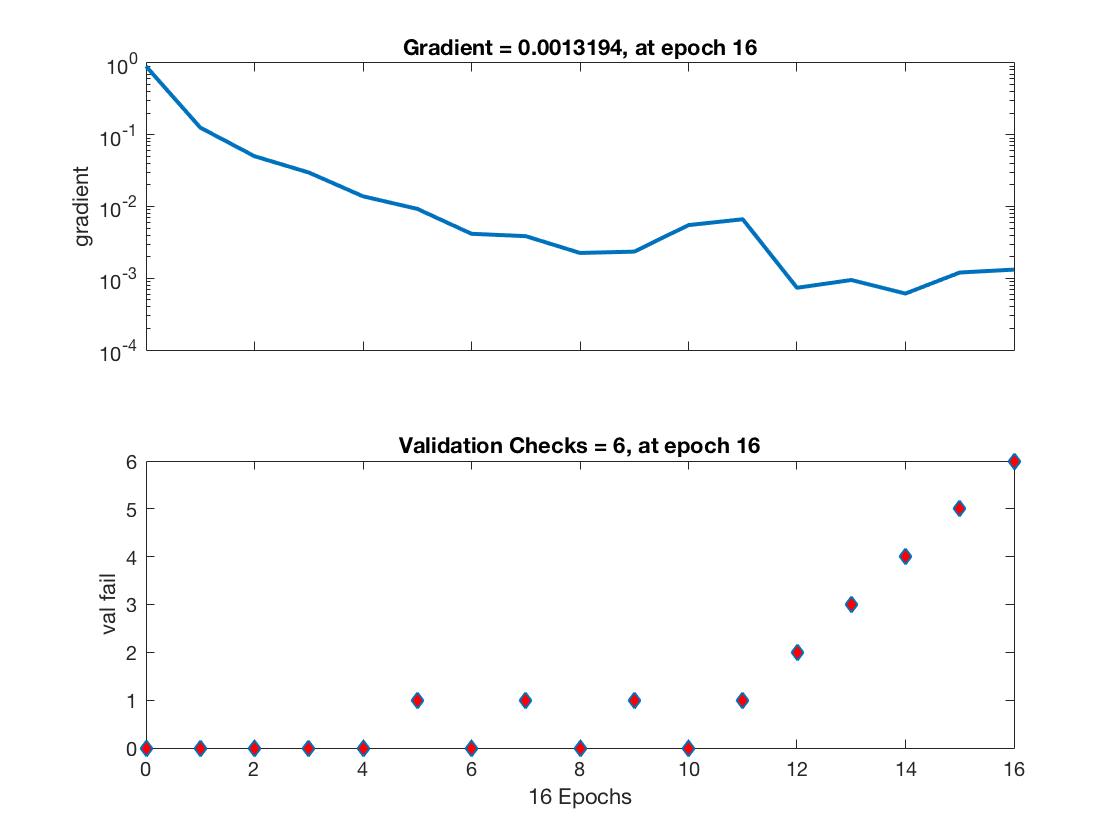 Gradient = 0.0013194, at epoch 16
10^0
10^-1
10^-2
10^-3
10^-4
gradient
Validation Checks = 6, at epoch 16
6
5
4
3
2
1
0
val fail
0 2 4 6 8 10 12 14 16
16 Epochs